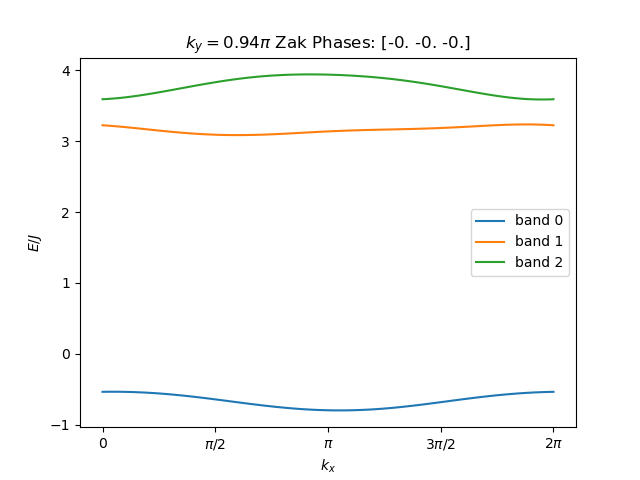 $k_y = 0.94\pi$ Zak Phases: [-0. -0. -0.]
4
3
2
1
0
−1
E/J
band 0
band 1
band 2
0
π/2
π
3π/2
2π
$k_x$